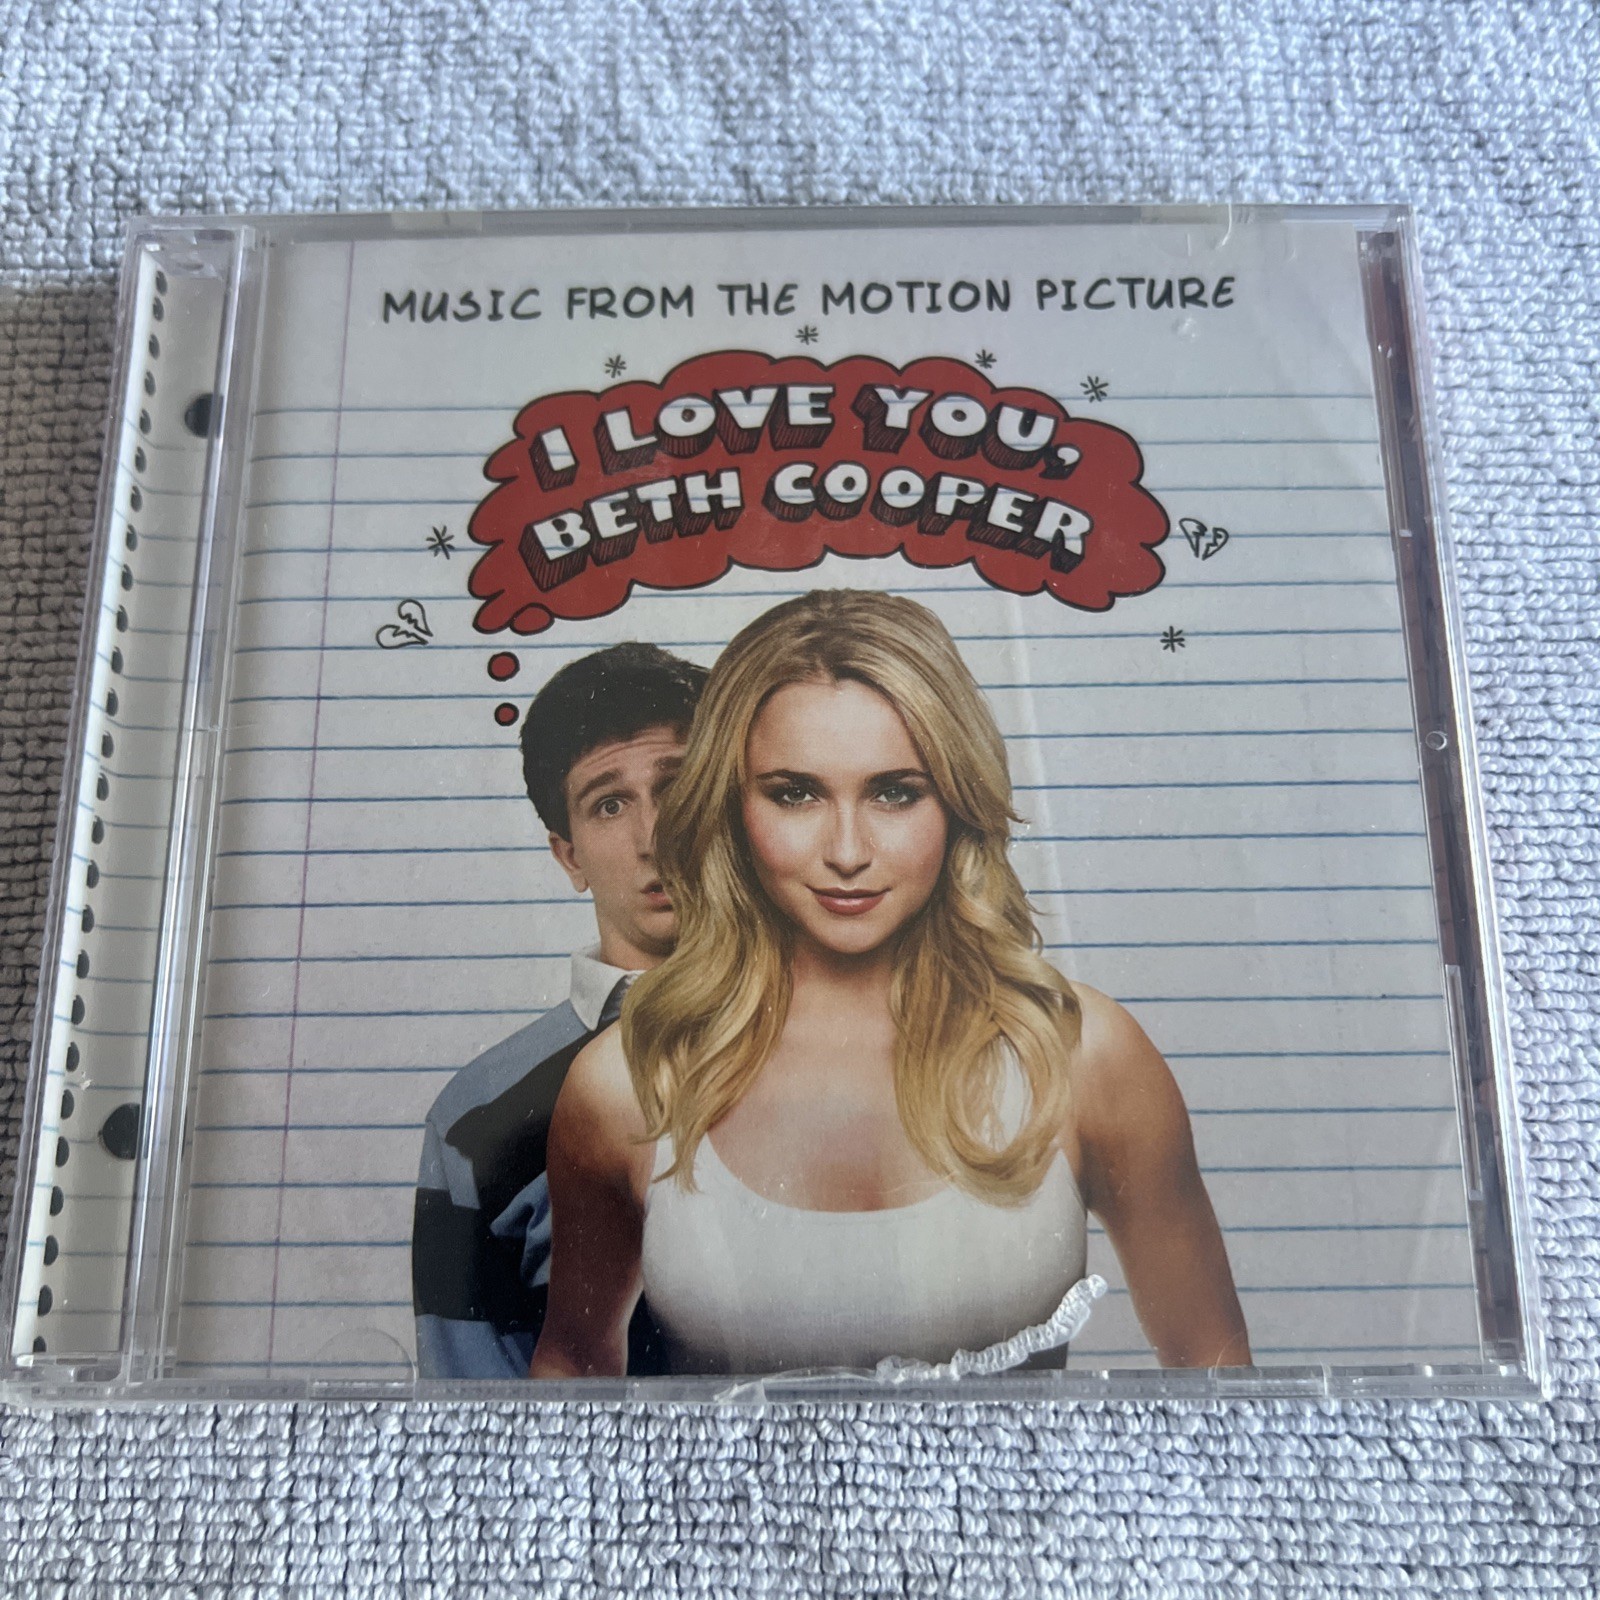 MUSIC FROM THE MOTION PICTURE
I LOVE YOU,
BETH COOPER